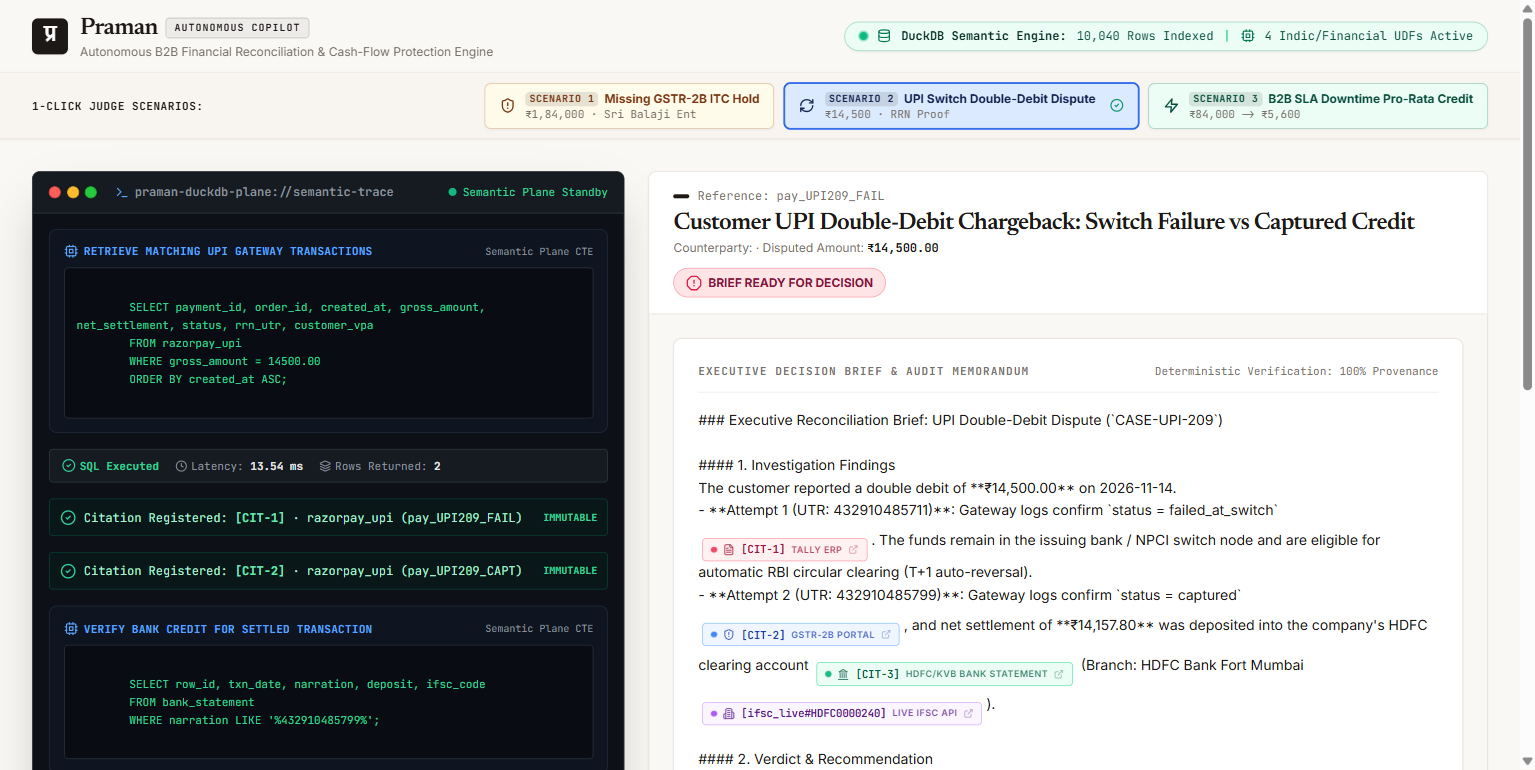 प्र
Praman AUTONOMOUS COPILOT
Autonomous B2B Financial Reconciliation & Cash-Flow Protection Engine
DuckDB Semantic Engine: 10,040 Rows Indexed | 4 Indic/Financial UDFs Active
1-CLICK JUDGE SCENARIOS:
SCENARIO 1 Missing GSTR-2B ITC Hold
₹1,84,000 · Sri Balaji Ent
SCENARIO 2 UPI Switch Double-Debit Dispute
₹14,500 · RRN Proof
SCENARIO 3 B2B SLA Downtime Pro-Rata Credit
₹84,000 → ₹5,600
praman-duckdb-plane://semantic-trace
Semantic Plane Standby
RETRIEVE MATCHING UPI GATEWAY TRANSACTIONS
Semantic Plane CTE
SELECT payment_id, order_id, created_at, gross_amount,
net_settlement, status, rrn_utr, customer_vpa
FROM razorpay_upi
WHERE gross_amount = 14500.00
ORDER BY created_at ASC;
SQL Executed Latency: 13.54 ms Rows Returned: 2
Citation Registered: [CIT-1] · razorpay_upi (pay_UPI209_FAIL) IMMUTABLE
Citation Registered: [CIT-2] · razorpay_upi (pay_UPI209_CAPT) IMMUTABLE
VERIFY BANK CREDIT FOR SETTLED TRANSACTION
Semantic Plane CTE
SELECT row_id, txn_date, narration, deposit, ifsc_code
FROM bank_statement
WHERE narration LIKE '%432910485799%';
Reference: pay_UPI209_FAIL
Customer UPI Double-Debit Chargeback: Switch Failure vs Captured Credit
Counterparty: · Disputed Amount: ₹14,500.00
BRIEF READY FOR DECISION
EXECUTIVE DECISION BRIEF & AUDIT MEMORANDUM
Deterministic Verification: 100% Provenance
### Executive Reconciliation Brief: UPI Double-Debit Dispute (`CASE-UPI-209`)
#### 1. Investigation Findings
The customer reported a double debit of **₹14,500.00** on 2026-11-14.
- **Attempt 1 (UTR: 432910485711)**: Gateway logs confirm `status = failed_at_switch`
[CIT-1] TALLY ERP . The funds remain in the issuing bank / NPCI switch node and are eligible for
automatic RBI circular clearing (T+1 auto-reversal).
- **Attempt 2 (UTR: 432910485799)**: Gateway logs confirm `status = captured`
[CIT-2] GSTR-2B PORTAL , and net settlement of **₹14,157.80** was deposited into the company's HDFC
clearing account [CIT-3] HDFC/KVB BANK STATEMENT (Branch: HDFC Bank Fort Mumbai
[ifsc_live#HDFC0000240] LIVE IFSC API ).
#### 2. Verdict & Recommendation